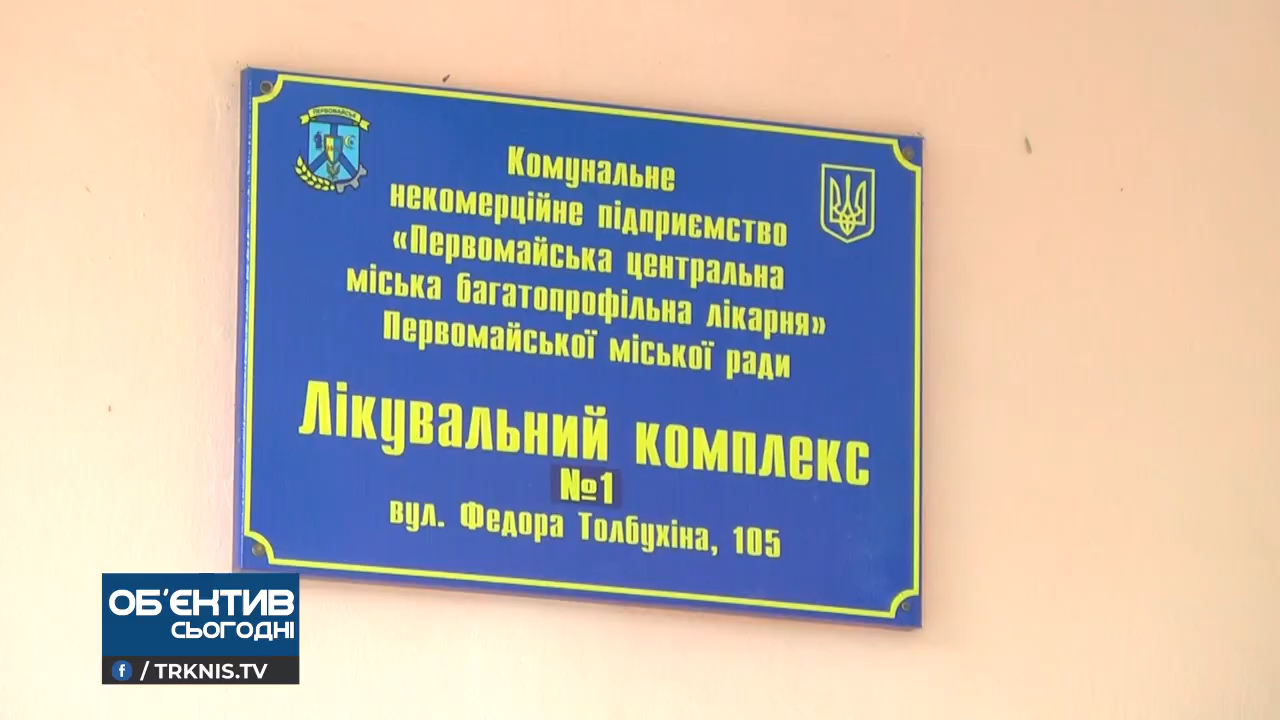 ПЕРВОМАЙСЬК
Комунальне
некомерційне підприємство
«Первомайська центральна
міська багатопрофільна лікарня»
Первомайської міської ради
Лікувальний комплекс
№1
вул. Федора Толбухіна, 105
ОБ'ЄКТИВ
СЬОГОДНІ
f / TRKNIS.TV